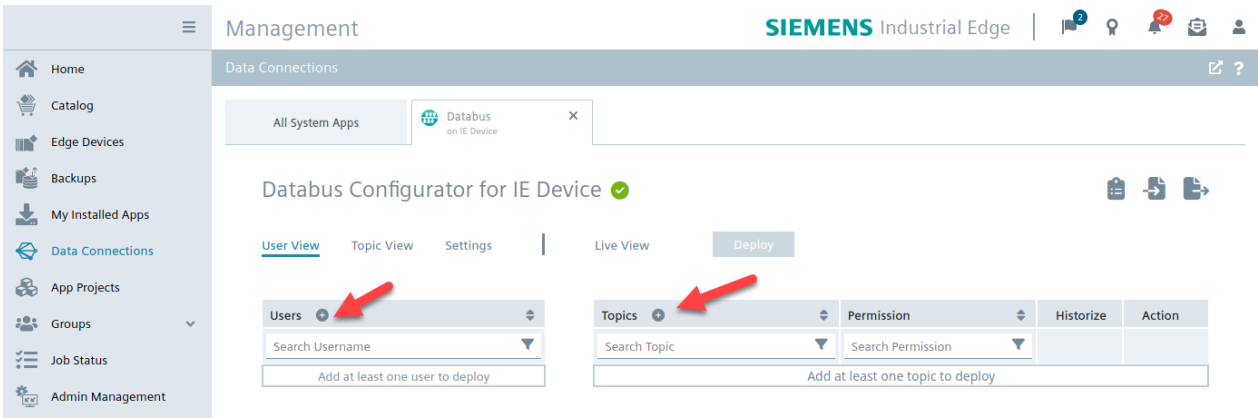 Management
SIEMENS Industrial Edge
2
27
Home
Catalog
Edge Devices
Backups
My Installed Apps
Data Connections
App Projects
Groups
Job Status
Admin Management
Data Connections
?
All System Apps
Databus
on IE Device
Databus Configurator for IE Device
User View
Topic View
Settings
Live View
Deploy
Users
Topics
Permission
Historize
Action
Search Username
Search Topic
Search Permission
Add at least one user to deploy
Add at least one topic to deploy